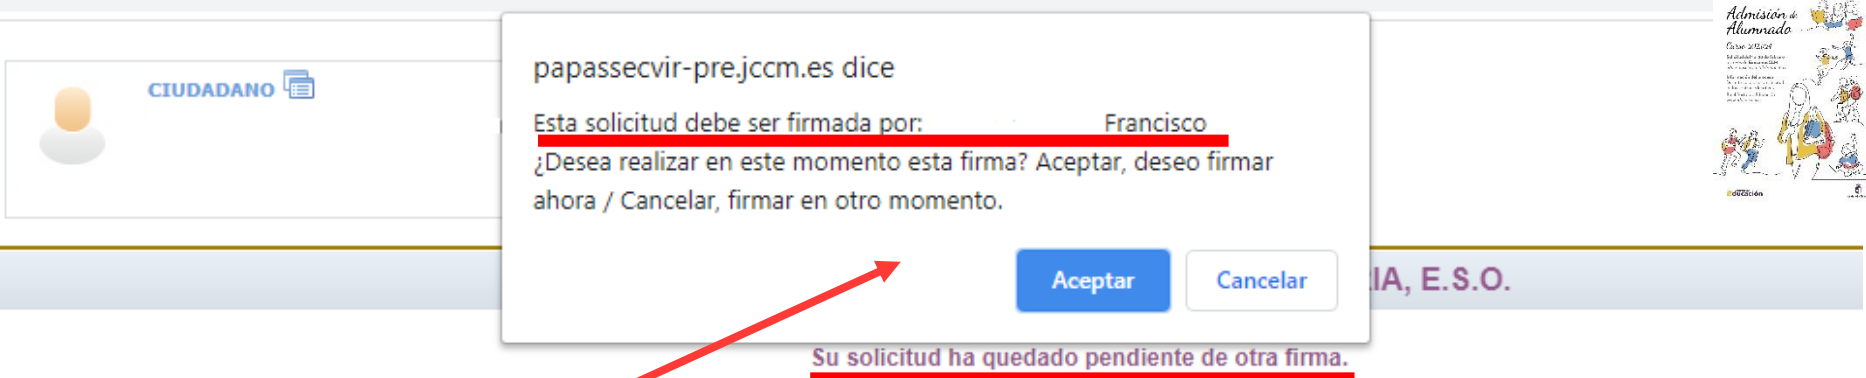 papassecvir-pre.jccm.es dice
Admisión de
Alumnado
CIUDADANO
Esta solicitud debe ser firmada por: Francisco
¿Desea realizar en este momento esta firma? Aceptar, deseo firmar
ahora / Cancelar, firmar en otro momento.
educación
Aceptar
Cancelar
IA, E.S.O.
Su solicitud ha quedado pendiente de otra firma.